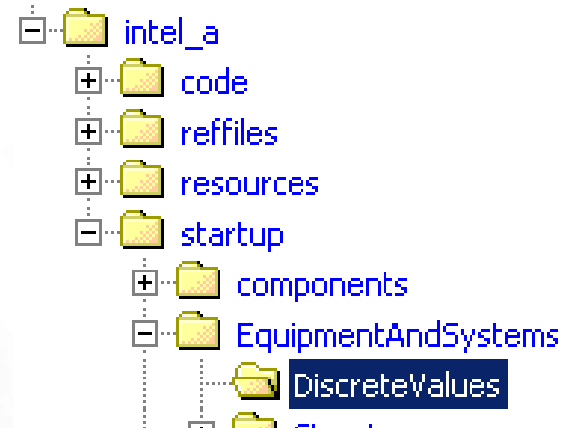 intel_a
code
reffiles
resources
startup
components
EquipmentAndSystems
DiscreteValues